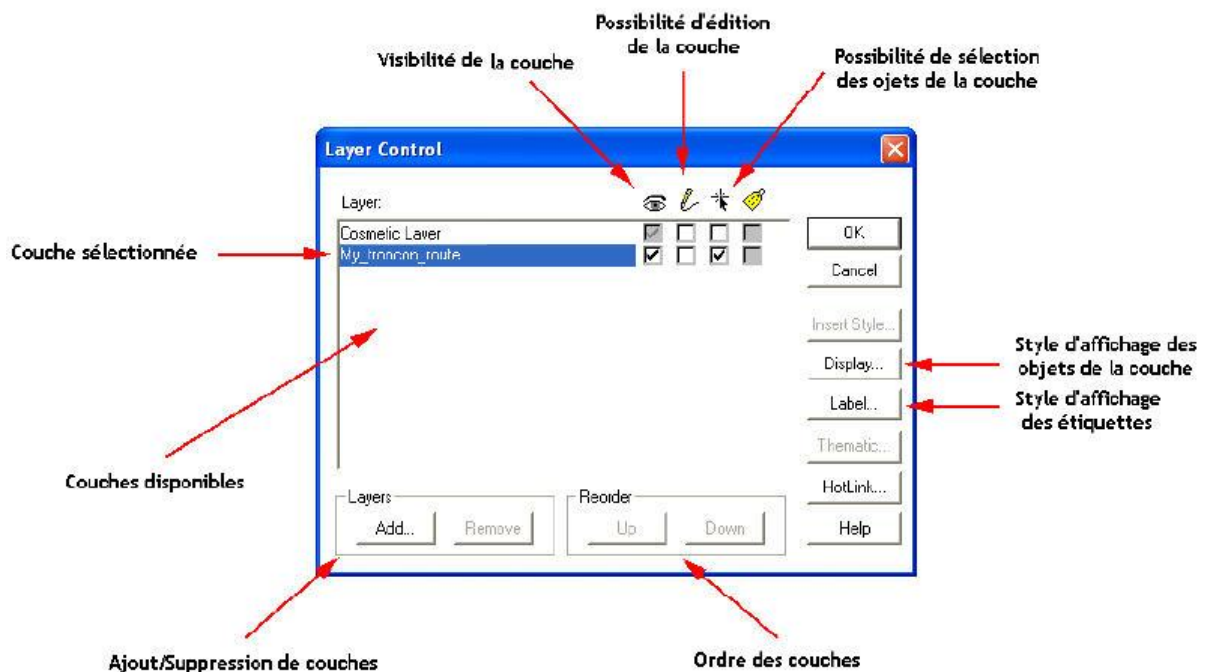 Possibilité d'édition
de la couche
Visibilité de la couche
Possibilité de sélection
des ojets de la couche
Layer Control
Layer:
Cosmetic Layer
OK
Couche sélectionnée
My_troncon_route
Cancel
Insert Style...
Display...
Style d'affichage des
objets de la couche
Label...
Style d'affichage
des étiquettes
Thematic...
Couches disponibles
HotLink...
Layers
Reorder
Add...
Remove
Up
Down
Help
Ajout/Suppression de couches
Ordre des couches